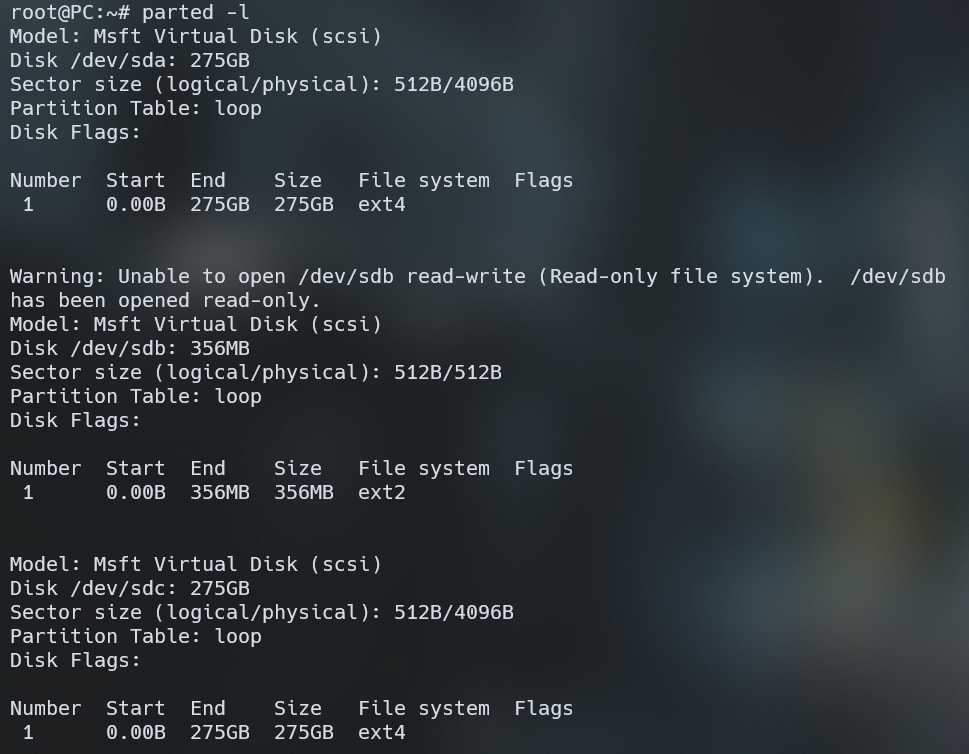 root@PC:~# parted -l
Model: Msft Virtual Disk (scsi)
Disk /dev/sda: 275GB
Sector size (logical/physical): 512B/4096B
Partition Table: loop
Disk Flags:
Number  Start  End    Size   File system  Flags
 1      0.00B  275GB  275GB  ext4
Warning: Unable to open /dev/sdb read-write (Read-only file system).  /dev/sdb
has been opened read-only.
Model: Msft Virtual Disk (scsi)
Disk /dev/sdb: 356MB
Sector size (logical/physical): 512B/512B
Partition Table: loop
Disk Flags:
Number  Start  End    Size   File system  Flags
 1      0.00B  356MB  356MB  ext2
Model: Msft Virtual Disk (scsi)
Disk /dev/sdc: 275GB
Sector size (logical/physical): 512B/4096B
Partition Table: loop
Disk Flags:
Number  Start  End    Size   File system  Flags
 1      0.00B  275GB  275GB  ext4